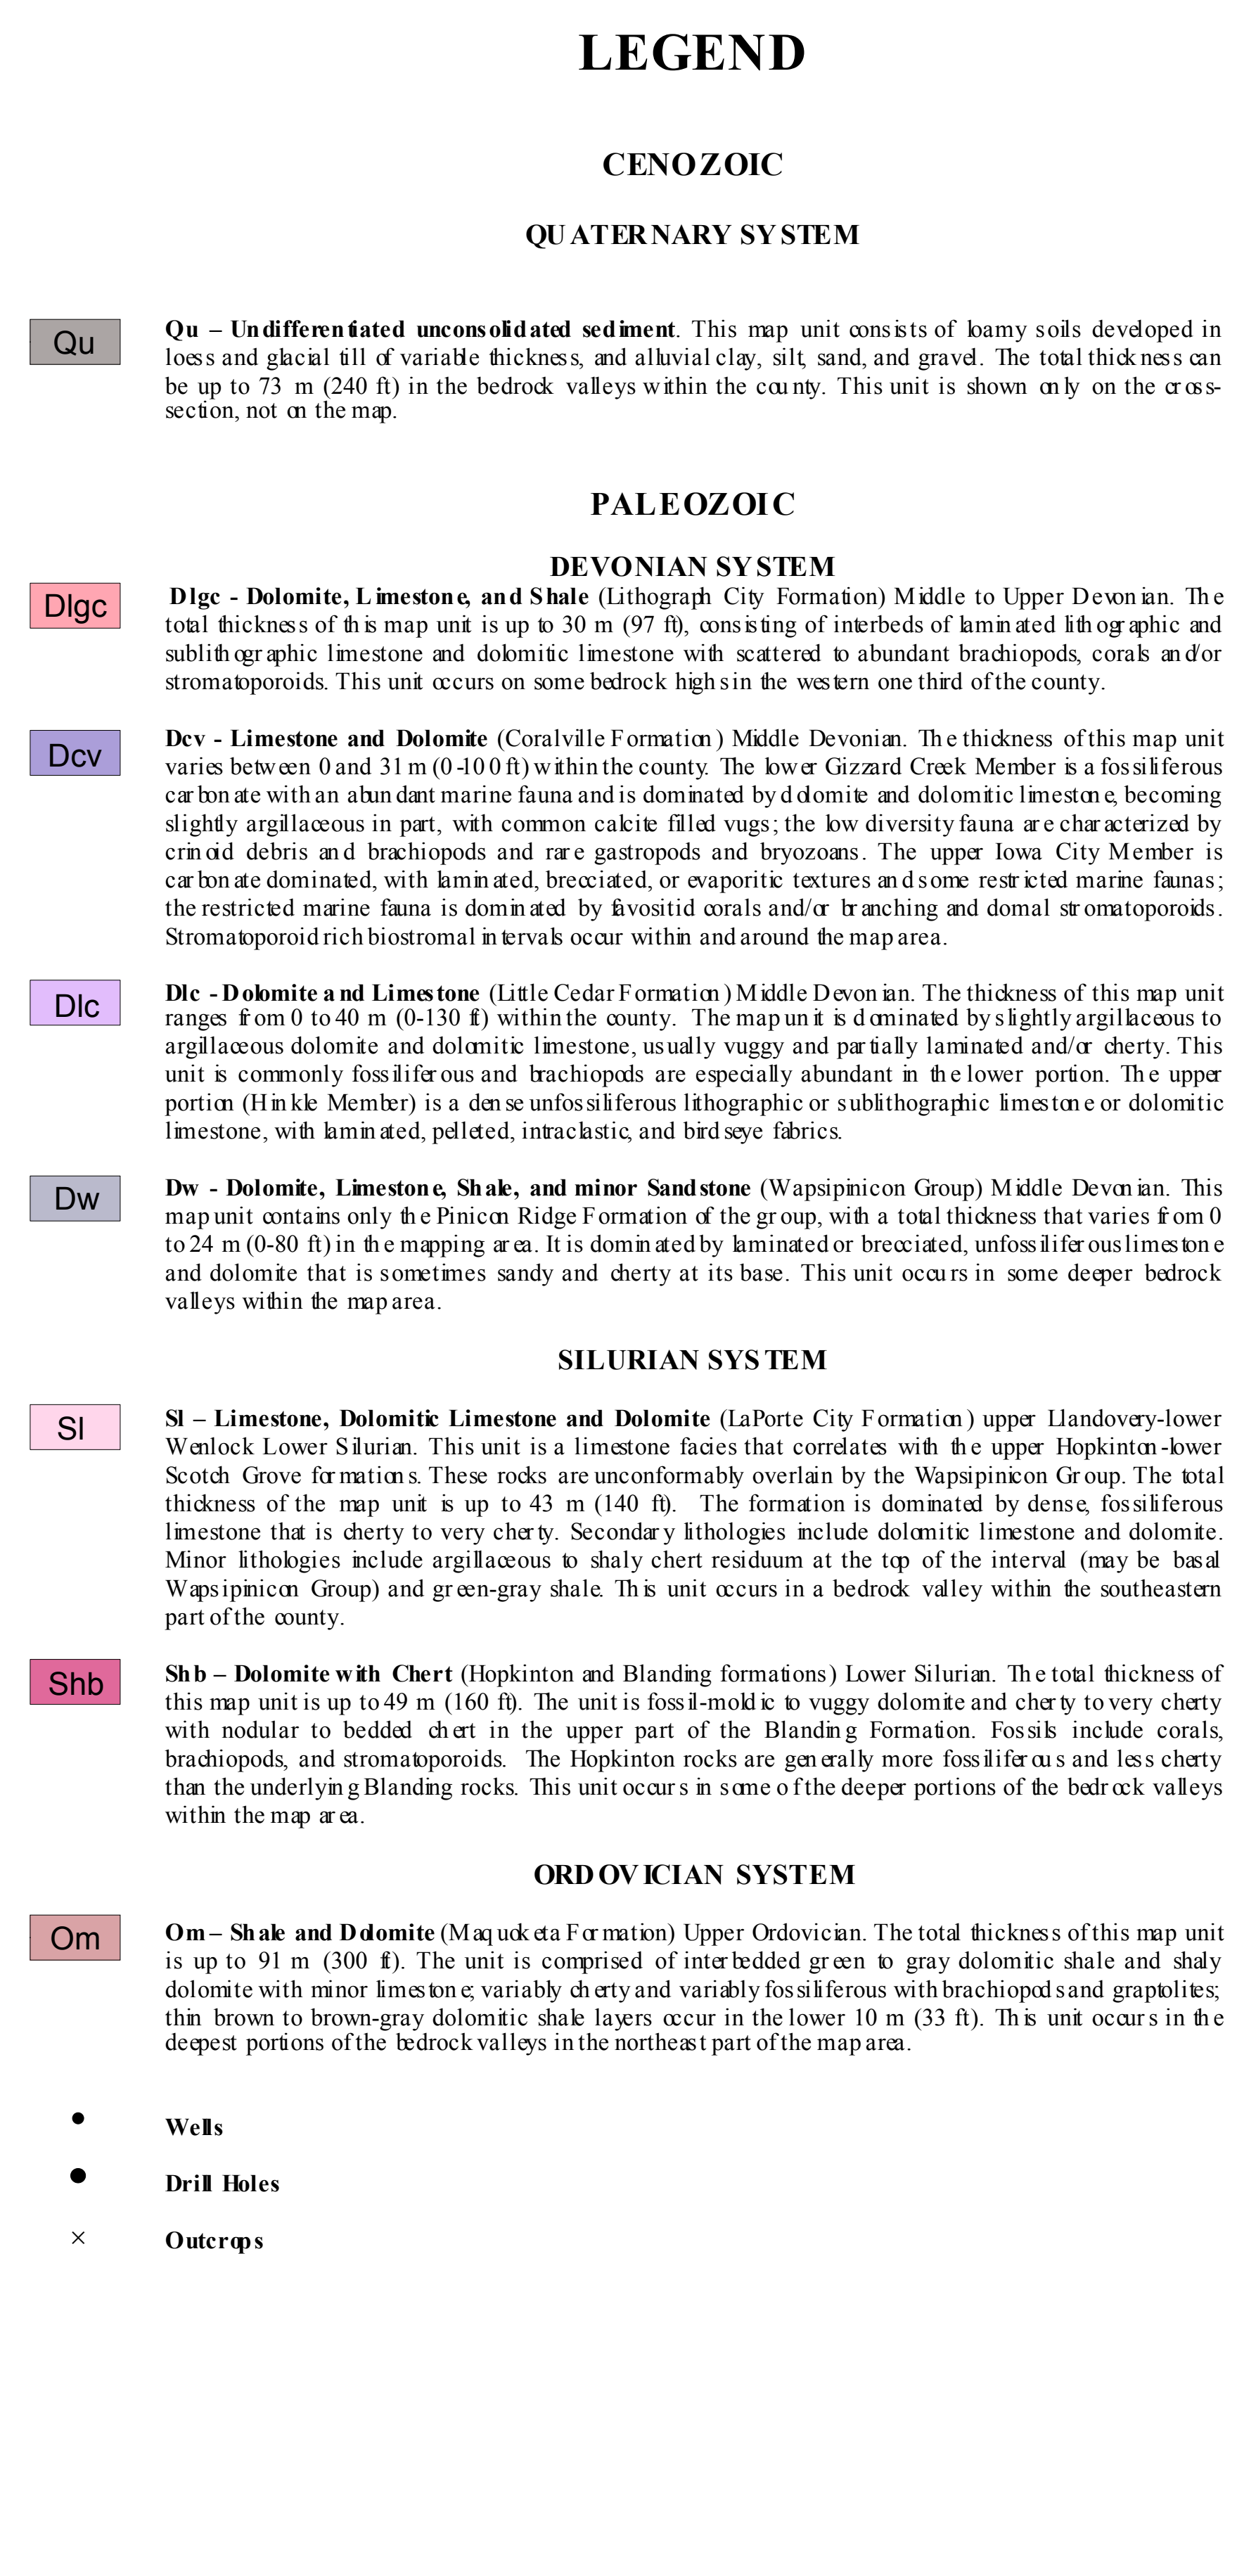 LEGEND
CENOZOIC
QUATERNARY SYSTEM
Qu
Qu – Undifferentiated unconsolidated sediment. This map unit consists of loamy soils developed in
loess and glacial till of variable thickness, and alluvial clay, silt, sand, and gravel. The total thickness can
be up to 73 m (240 ft) in the bedrock valleys within the county. This unit is shown only on the cross-
section, not on the map.
PALEOZOIC
DEVONIAN SYSTEM
Dlgc
Dlgc - Dolomite, Limestone, and Shale (Lithograph City Formation) Middle to Upper Devonian. The
total thickness of this map unit is up to 30 m (97 ft), consisting of interbeds of laminated lithographic and
sublithographic limestone and dolomitic limestone with scattered to abundant brachiopods, corals and/or
stromatoporoids. This unit occurs on some bedrock highs in the western one third of the county.
Dcv
Dcv - Limestone and Dolomite (Coralville Formation) Middle Devonian. The thickness of this map unit
varies between 0 and 31 m (0-100 ft) within the county. The lower Gizzard Creek Member is a fossiliferous
carbonate with an abundant marine fauna and is dominated by dolomite and dolomitic limestone, becoming
slightly argillaceous in part, with common calcite filled vugs; the low diversity fauna are characterized by
crinoid debris and brachiopods and rare gastropods and bryozoans. The upper Iowa City Member is
carbonate dominated, with laminated, brecciated, or evaporitic textures and some restricted marine faunas;
the restricted marine fauna is dominated by favositid corals and/or branching and domal stromatoporoids.
Stromatoporoid rich biostromal intervals occur within and around the map area.
Dlc
Dlc - Dolomite and Limestone (Little Cedar Formation) Middle Devonian. The thickness of this map unit
ranges from 0 to 40 m (0-130 ft) within the county. The map unit is dominated by slightly argillaceous to
argillaceous dolomite and dolomitic limestone, usually vuggy and partially laminated and/or cherty. This
unit is commonly fossiliferous and brachiopods are especially abundant in the lower portion. The upper
portion (Hinkle Member) is a dense unfossiliferous lithographic or sublithographic limestone or dolomitic
limestone, with laminated, pelleted, intraclastic, and birdseye fabrics.
Dw
Dw - Dolomite, Limestone, Shale, and minor Sandstone (Wapsipinicon Group) Middle Devonian. This
map unit contains only the Pinicon Ridge Formation of the group, with a total thickness that varies from 0
to 24 m (0-80 ft) in the mapping area. It is dominated by laminated or brecciated, unfossiliferous limestone
and dolomite that is sometimes sandy and cherty at its base. This unit occurs in some deeper bedrock
valleys within the map area.
SILURIAN SYSTEM
Sl
Sl – Limestone, Dolomitic Limestone and Dolomite (LaPorte City Formation) upper Llandovery-lower
Wenlock Lower Silurian. This unit is a limestone facies that correlates with the upper Hopkinton-lower
Scotch Grove formations. These rocks are unconformably overlain by the Wapsipinicon Group. The total
thickness of the map unit is up to 43 m (140 ft). The formation is dominated by dense, fossiliferous
limestone that is cherty to very cherty. Secondary lithologies include dolomitic limestone and dolomite.
Minor lithologies include argillaceous to shaly chert residuum at the top of the interval (may be basal
Wapsipinicon Group) and green-gray shale. This unit occurs in a bedrock valley within the southeastern
part of the county.
Shb
Shb – Dolomite with Chert (Hopkinton and Blanding formations) Lower Silurian. The total thickness of
this map unit is up to 49 m (160 ft). The unit is fossil-moldic to vuggy dolomite and cherty to very cherty
with nodular to bedded chert in the upper part of the Blanding Formation. Fossils include corals,
brachiopods, and stromatoporoids. The Hopkinton rocks are generally more fossiliferous and less cherty
than the underlying Blanding rocks. This unit occurs in some of the deeper portions of the bedrock valleys
within the map area.
ORDOVICIAN SYSTEM
Om
Om – Shale and Dolomite (Maquoketa Formation) Upper Ordovician. The total thickness of this map unit
is up to 91 m (300 ft). The unit is comprised of interbedded green to gray dolomitic shale and shaly
dolomite with minor limestone; variably cherty and variably fossiliferous with brachiopods and graptolites;
thin brown to brown-gray dolomitic shale layers occur in the lower 10 m (33 ft). This unit occurs in the
deepest portions of the bedrock valleys in the northeast part of the map area.
Wells
Drill Holes
Outcrops